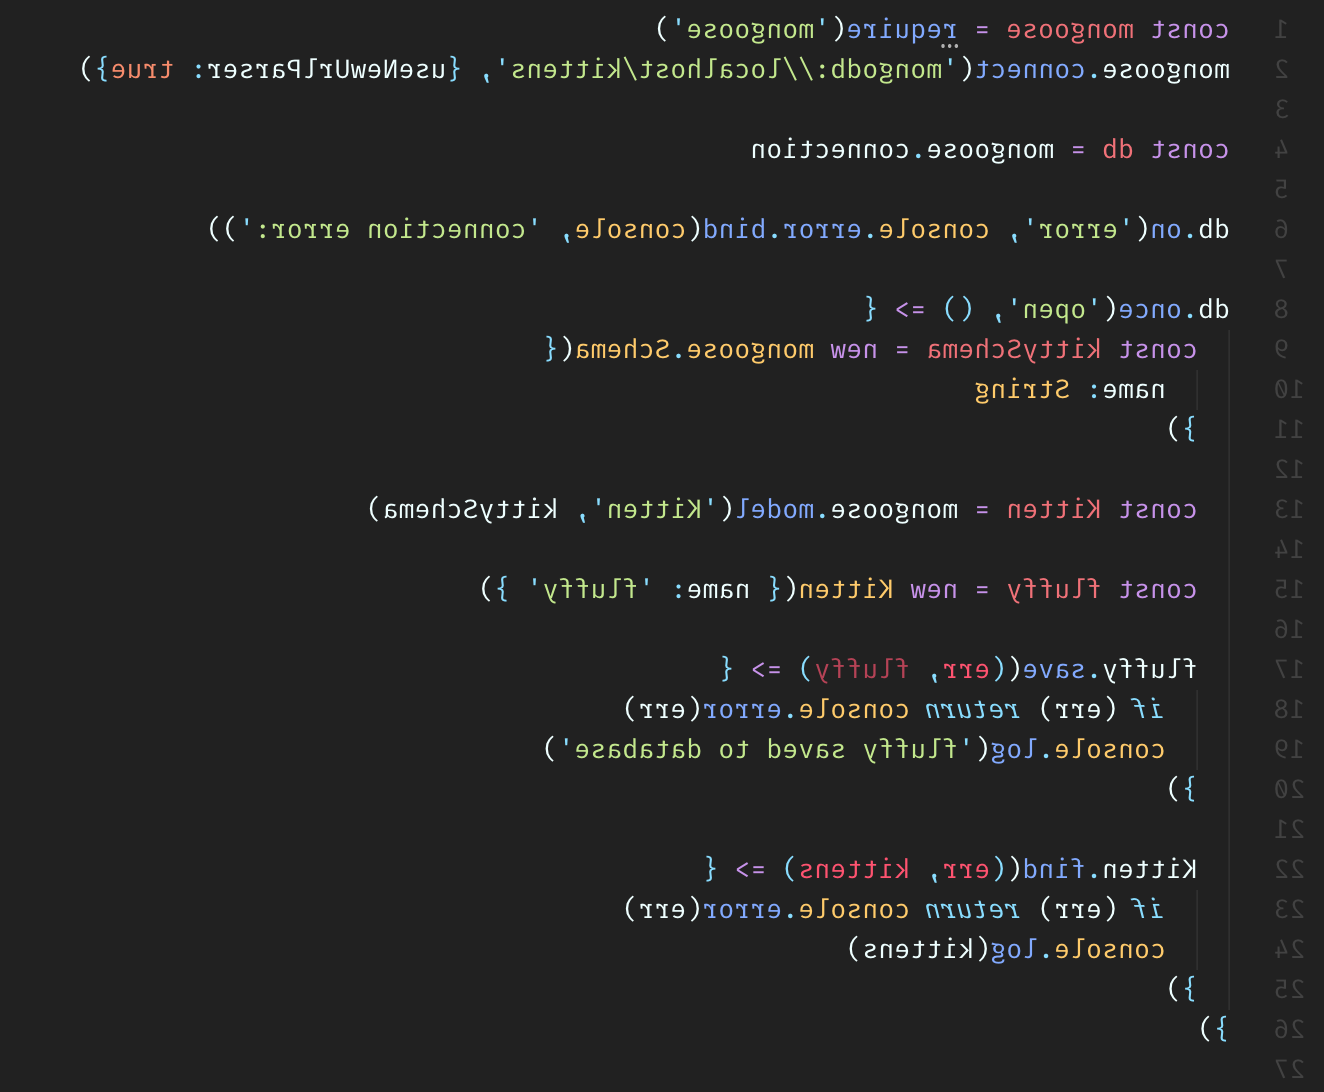 1 const mongoose = require('mongoose')
2 mongoose.connect('mongodb://localhost/kittens', {useNewUrlParser: true})
3
4 const db = mongoose.connection
5
6 db.on('error', console.error.bind(console, 'connection error:'))
7
8 db.once('open', () => {
9   const kittySchema = new mongoose.Schema({
10     name: String
11   })
12
13   const Kitten = mongoose.model('Kitten', kittySchema)
14
15   const fluffy = new Kitten({ name: 'fluffy' })
16
17   fluffy.save((err, fluffy) => {
18     if (err) return console.error(err)
19     console.log('fluffy saved to database')
20   })
21
22   Kitten.find((err, kittens) => {
23     if (err) return console.error(err)
24     console.log(kittens)
25   })
26 })
27